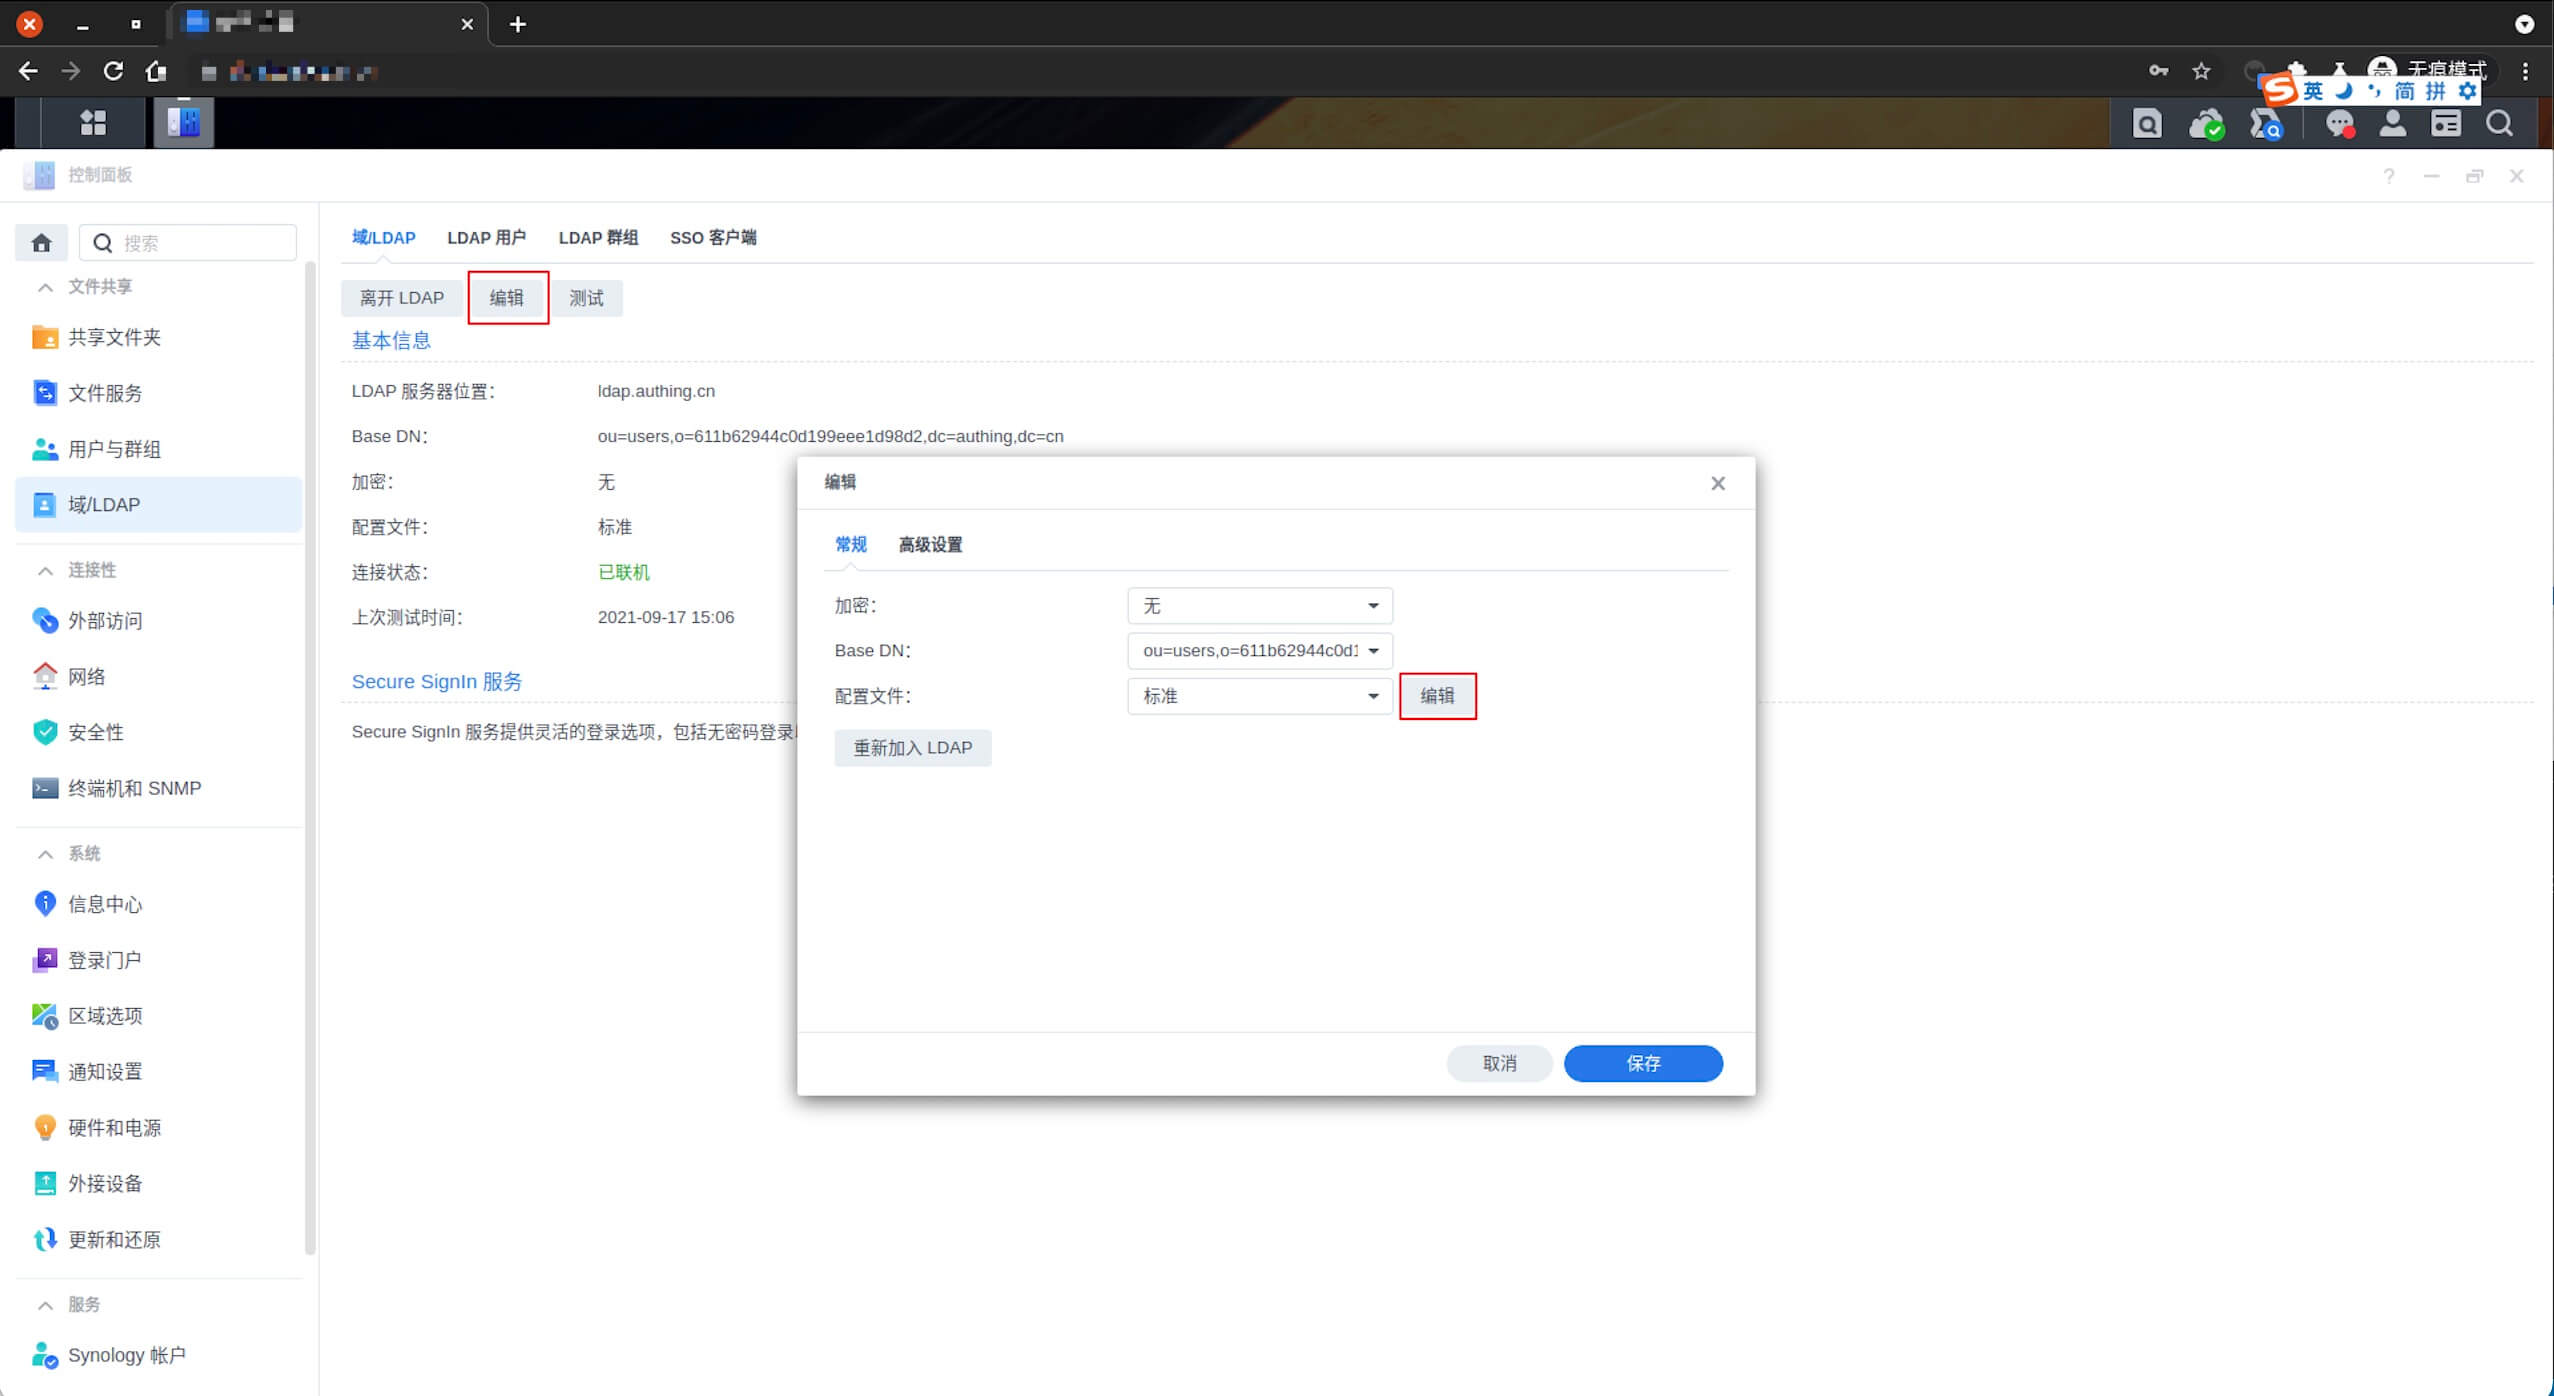 无痕模式
英 简 拼
控制面板
搜索
域/LDAP LDAP 用户 LDAP 群组 SSO 客户端
文件共享
离开 LDAP 编辑 测试
共享文件夹
基本信息
文件服务
LDAP 服务器位置: ldap.authing.cn
用户与群组
Base DN: ou=users,o=611b62944c0d199eee1d98d2,dc=authing,dc=cn
域/LDAP
加密: 无
配置文件: 标准
连接性
连接状态: 已联机
外部访问
上次测试时间: 2021-09-17 15:06
网络
Secure SignIn 服务
安全性
Secure SignIn 服务提供灵活的登录选项，包括无密码登录
终端机和 SNMP
系统
信息中心
登录门户
区域选项
通知设置
硬件和电源
外接设备
更新和还原
服务
Synology 帐户
编辑
常规 高级设置
加密: 无
Base DN: ou=users,o=611b62944c0d1
配置文件: 标准 编辑
重新加入 LDAP
取消 保存